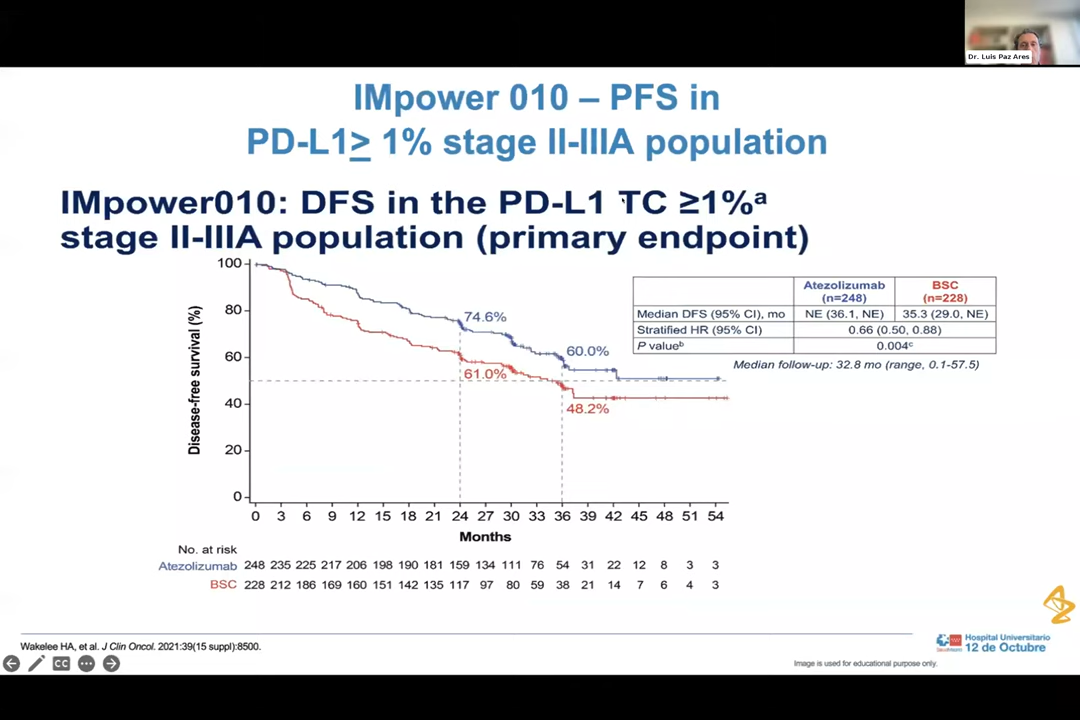 Dr. Luis Paz Ares
IMpower 010 – PFS in
PD-L1≥ 1% stage II-IIIA population
IMpower010: DFS in the PD-L1 TC ≥1%ᵃ
stage II-IIIA population (primary endpoint)
Disease-free survival (%)
100
80
60
40
20
0
74.6%
61.0%
60.0%
48.2%
Atezolizumab (n=248) BSC (n=228)
Median DFS (95% CI), mo NE (36.1, NE) 35.3 (29.0, NE)
Stratified HR (95% CI) 0.66 (0.50, 0.88)
P valueᵇ 0.004ᶜ
Median follow-up: 32.8 mo (range, 0.1-57.5)
0 3 6 9 12 15 18 21 24 27 30 33 36 39 42 45 48 51 54
Months
No. at risk
Atezolizumab 248 235 225 217 206 198 190 181 159 134 111 76 54 31 22 12 8 3 3
BSC 228 212 186 169 160 151 142 135 117 97 80 59 38 21 14 7 6 4 3
Wakelee HA, et al. J Clin Oncol. 2021:39(15 suppl):8500.
CC
Hospital Universitario
12 de Octubre
Image is used for educational purpose only.